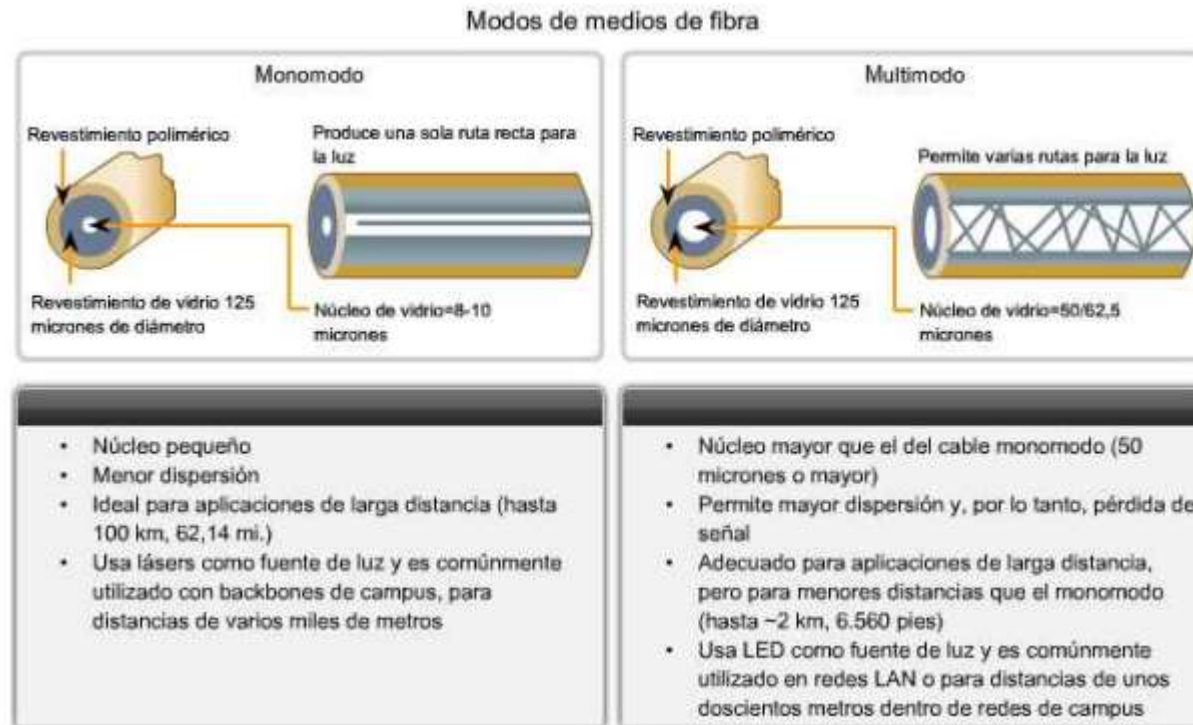 Modos de medios de fibra
Monomodo
Revestimiento polimérico
Produce una sola ruta recta para
la luz
Revestimiento de vidrio 125
micrones de diámetro
Núcleo de vidrio=8-10
micrones
Multimodo
Revestimiento polimérico
Permite varias rutas para la luz
Revestimiento de vidrio 125
micrones de diámetro
Núcleo de vidrio=50/62,5
micrones
• Núcleo pequeño
• Menor dispersión
• Ideal para aplicaciones de larga distancia (hasta
100 km, 62,14 mi.)
• Usa lásers como fuente de luz y es comúnmente
utilizado con backbones de campus, para
distancias de varios miles de metros
• Núcleo mayor que el del cable monomodo (50
micrones o mayor)
• Permite mayor dispersión y, por lo tanto, pérdida de
señal
• Adecuado para aplicaciones de larga distancia,
pero para menores distancias que el monomodo
(hasta ~2 km, 6.560 pies)
• Usa LED como fuente de luz y es comúnmente
utilizado en redes LAN o para distancias de unos
doscientos metros dentro de redes de campus